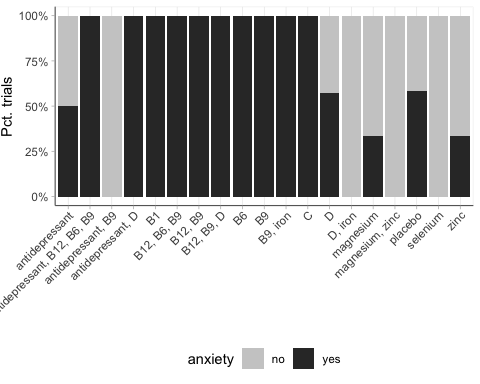 Pct. trials
100%
75%
50%
25%
0%
antidepressant
B12, B6, B9
antidepressant, B9
antidepressant, D
B1
B12, B6, B9
B12, B9
B12, B9, D
B6
B9
B9, iron
C
D
D, iron
magnesium
magnesium, zinc
placebo
selenium
zinc
anxiety no yes